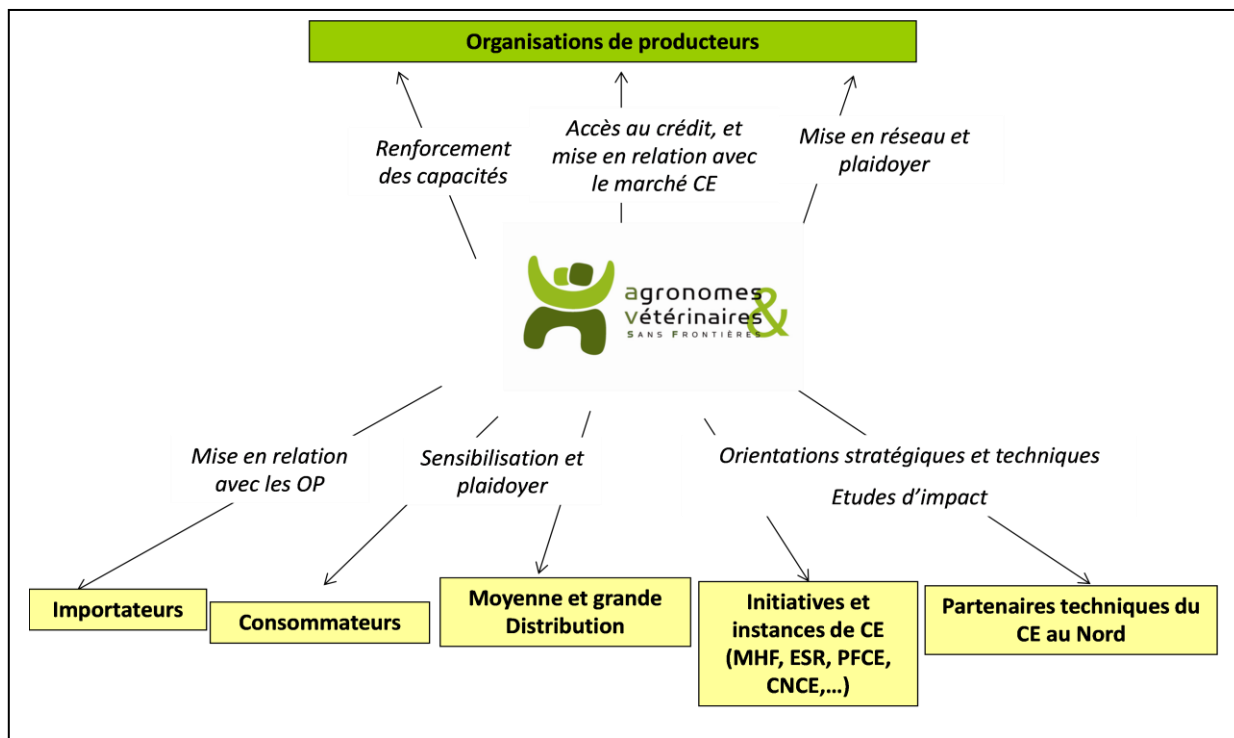 Organisations de producteurs
Renforcement
des capacités
Accès au crédit, et
mise en relation avec
le marché CE
Mise en réseau et
plaidoyer
agronomes
vétérinaires &
SANS FRONTIÈRES
Mise en relation
avec les OP
Sensibilisation et
plaidoyer
Orientations stratégiques et techniques
Etudes d’impact
Importateurs
Consommateurs
Moyenne et grande
Distribution
Initiatives et
instances de CE
(MHF, ESR, PFCE,
CNCE,…)
Partenaires techniques du
CE au Nord